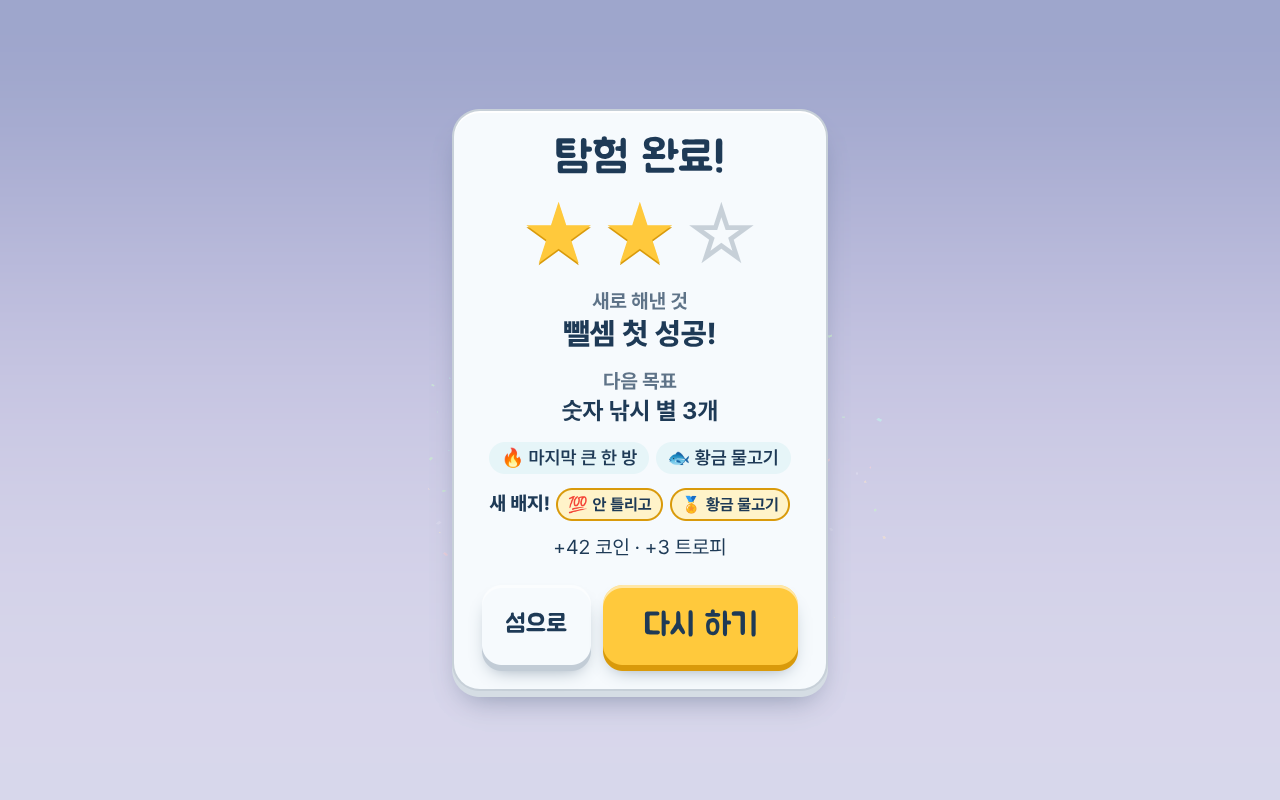 탐험 완료!
새로 해낸 것
뺄셈 첫 성공!
다음 목표
숫자 낚시 별 3개
🔥 마지막 큰 한 방 🐟 황금 물고기
새 배지! 💯 안 틀리고 🏅 황금 물고기
+42 코인 · +3 트로피
섬으로 다시 하기